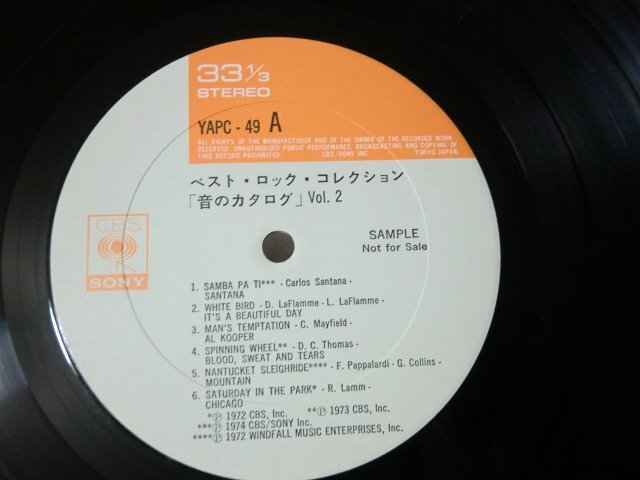 33 1/3
STEREO
YAPC - 49 A
ALL RIGHTS OF THE MANUFACTURER AND OF THE OWNER OF THE RECORDED WORK
RESERVED. UNAUTHORIZED PUBLIC PERFORMANCE, BROADCASTING AND COPYING OF
THIS RECORD PROHIBITED. CBS/SONY INC. TOKYO JAPAN.
ベスト・ロック・コレクション
「音のカタログ」Vol. 2
SAMPLE
Not for Sale
CBS
SONY
1. SAMBA PA TI*** - Carlos Santana -
SANTANA
2. WHITE BIRD - D. LaFlamme - L. LaFlamme -
IT'S A BEAUTIFUL DAY
3. MAN'S TEMPTATION - C. Mayfield -
AL KOOPER
4. SPINNING WHEEL** - D. C. Thomas -
BLOOD, SWEAT AND TEARS
5. NANTUCKET SLEIGHRIDE**** - F. Pappalardi - G. Collins -
MOUNTAIN
6. SATURDAY IN THE PARK* - R. Lamm -
CHICAGO
*Ⓟ 1972 CBS, Inc. **Ⓟ 1973 CBS, Inc.
***Ⓟ 1974 CBS/SONY Inc.
****Ⓟ 1972 WINDFALL MUSIC ENTERPRISES, Inc.